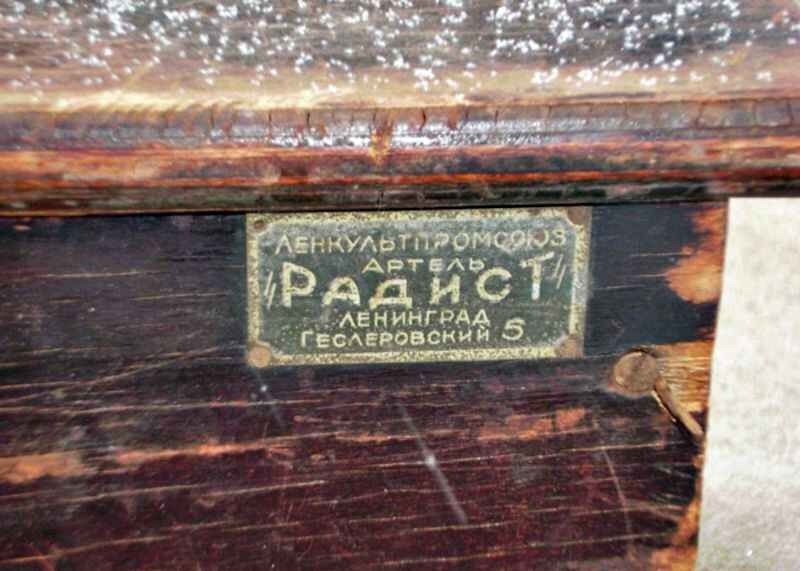 ЛЕНКУЛЬТПРОМСОЮЗ
АРТЕЛЬ
"РАДИСТ"
ЛЕНИНГРАД
ГЕСЛЕРОВСКИЙ 5